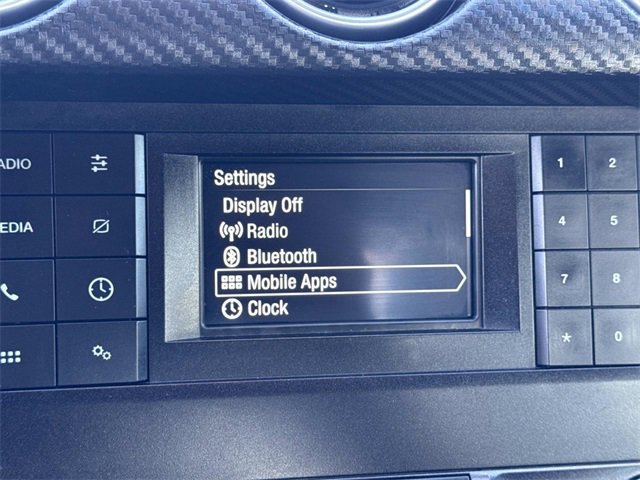 Settings
Display Off
Radio
Bluetooth
Mobile Apps
Clock
ADIO
EDIA
1
2
4
5
7
8
*
0